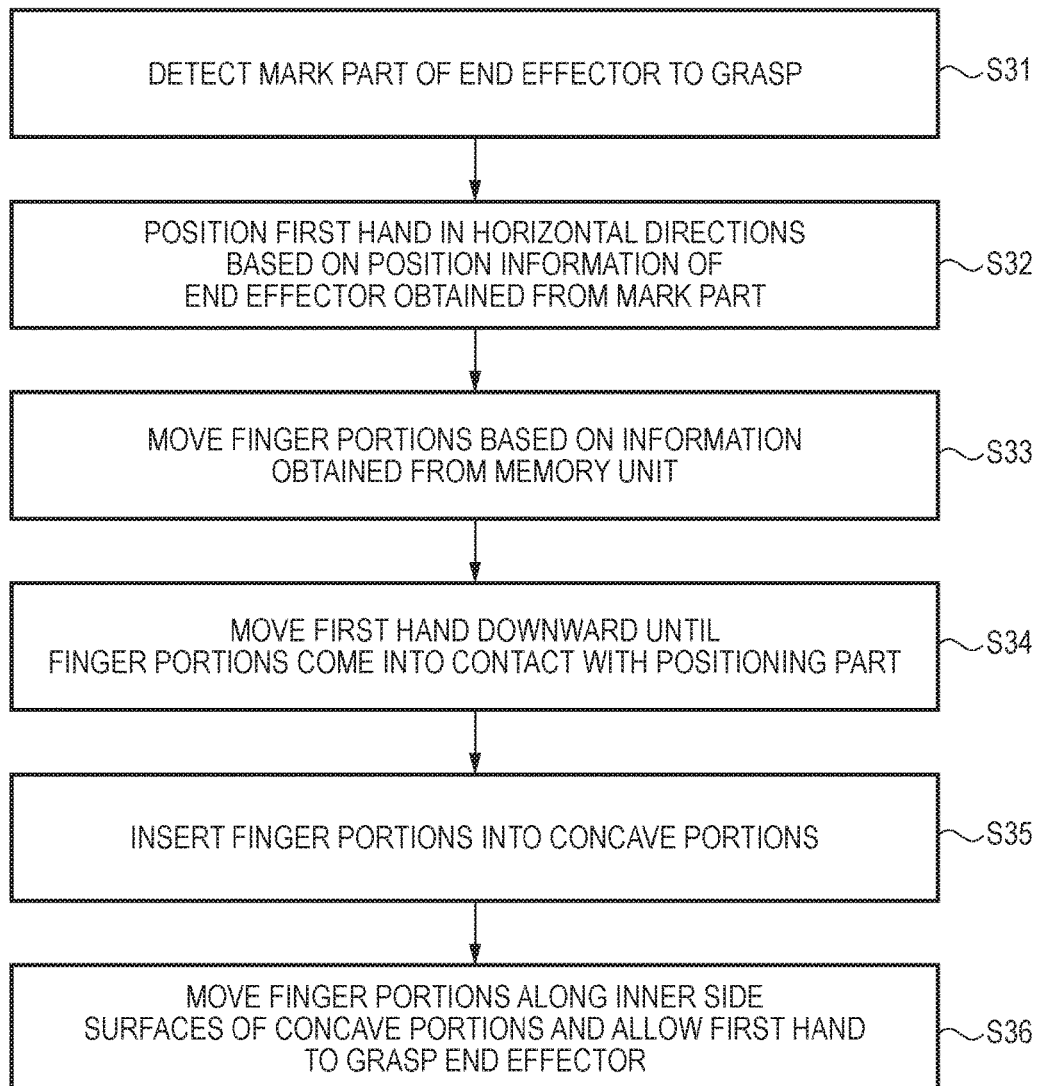 DETECT MARK PART OF END EFFECTOR TO GRASP
S31
POSITION FIRST HAND IN HORIZONTAL DIRECTIONS
BASED ON POSITION INFORMATION OF
END EFFECTOR OBTAINED FROM MARK PART
S32
MOVE FINGER PORTIONS BASED ON INFORMATION
OBTAINED FROM MEMORY UNIT
S33
MOVE FIRST HAND DOWNWARD UNTIL
FINGER PORTIONS COME INTO CONTACT WITH POSITIONING PART
S34
INSERT FINGER PORTIONS INTO CONCAVE PORTIONS
S35
MOVE FINGER PORTIONS ALONG INNER SIDE
SURFACES OF CONCAVE PORTIONS AND ALLOW FIRST HAND
TO GRASP END EFFECTOR
S36